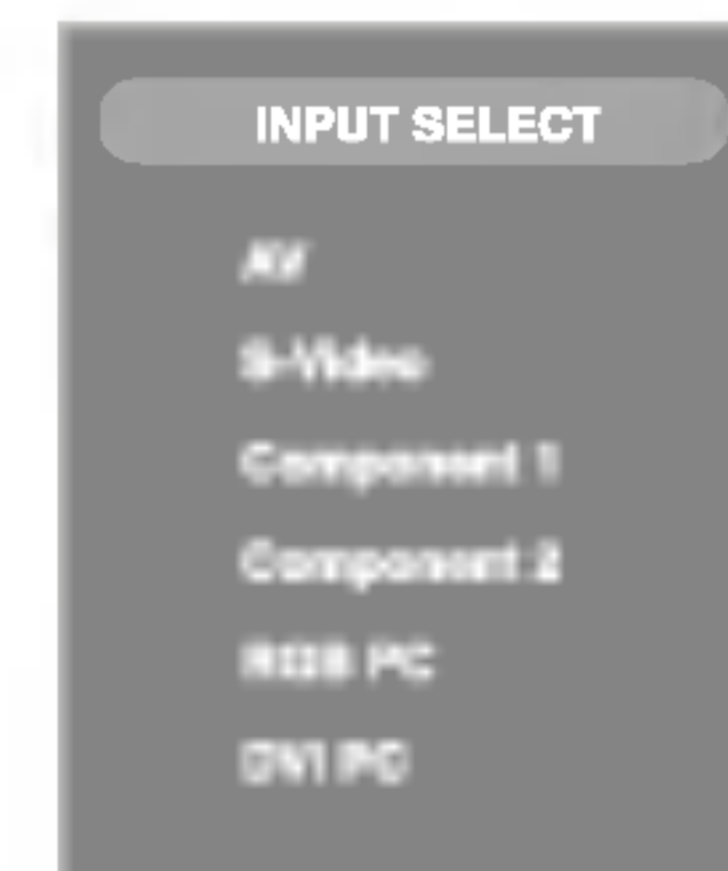 INPUT SELECT
AV
S-Video
Component 1
Component 2
RGB PC
DVI PC